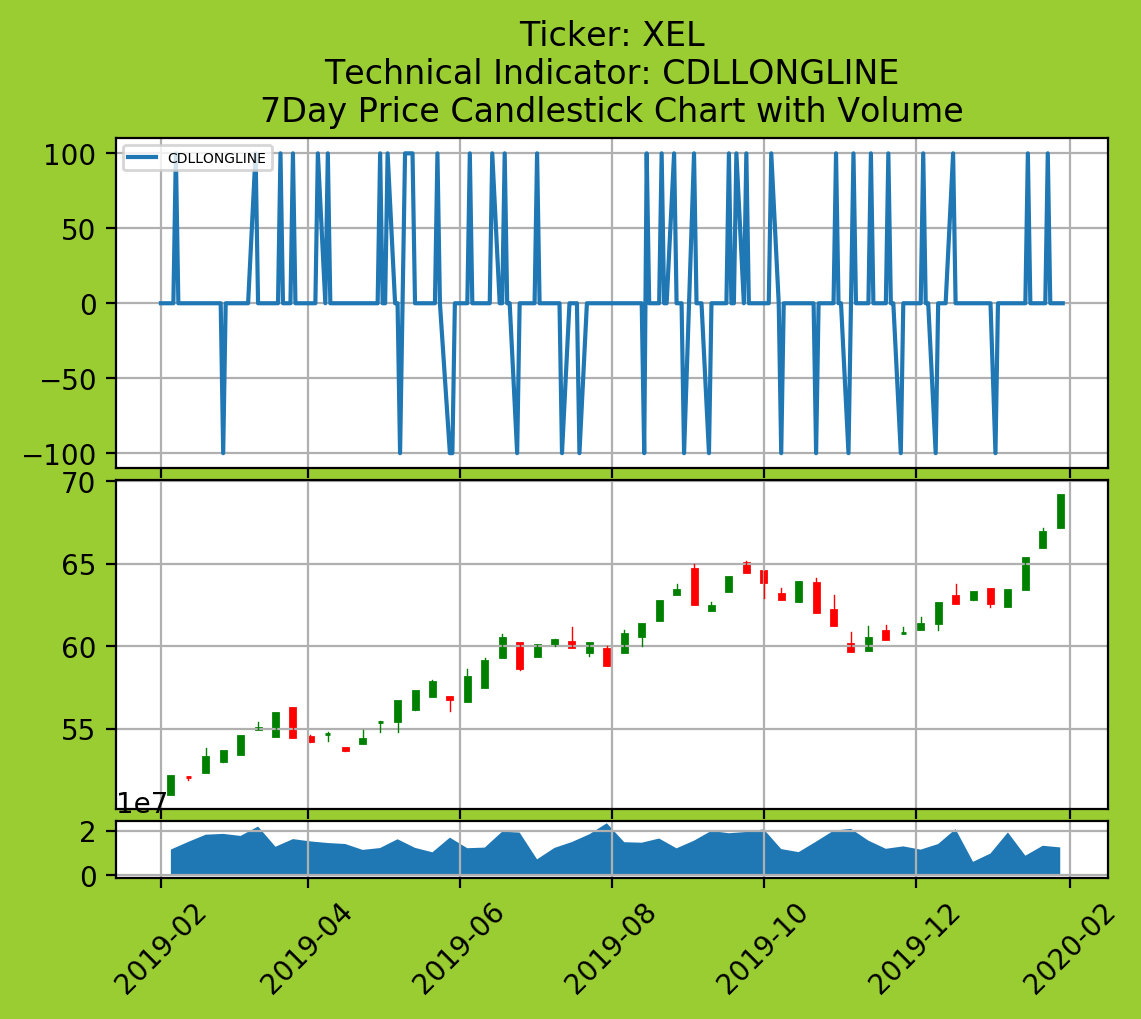 Ticker: XEL
Technical Indicator: CDLLONGLINE
7Day Price Candlestick Chart with Volume
CDLLONGLINE
100
50
0
−50
−100
70
65
60
55
1e7
2
0
2019-02 2019-04 2019-06 2019-08 2019-10 2019-12 2020-02